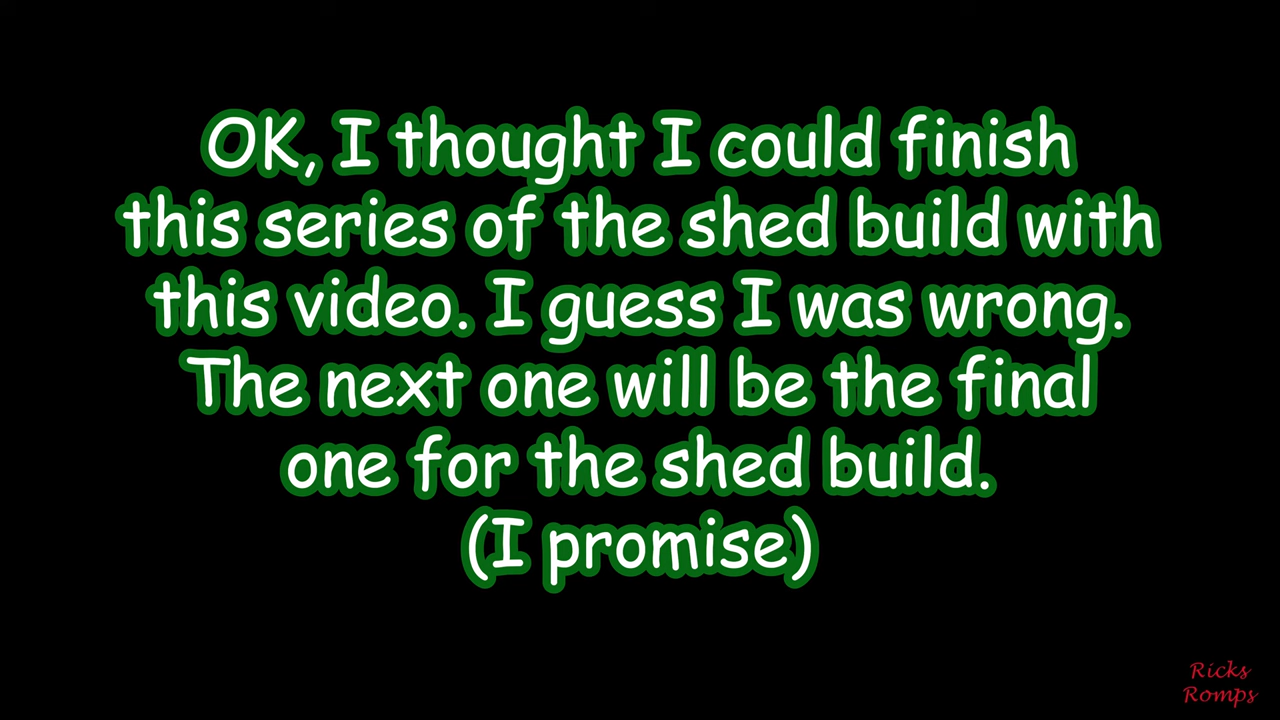 OK, I thought I could finish
this series of the shed build with
this video. I guess I was wrong.
The next one will be the final
one for the shed build.
(I promise)
Ricks
Romps